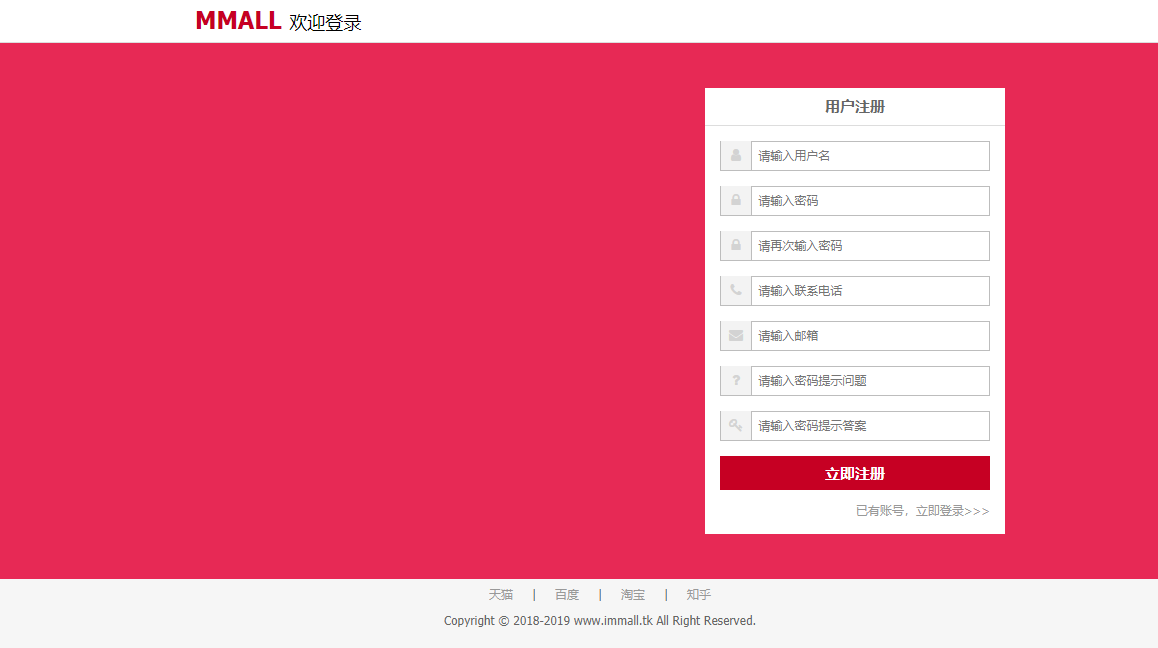 MMALL 欢迎登录
用户注册
请输入用户名
请输入密码
请再次输入密码
请输入联系电话
请输入邮箱
请输入密码提示问题
请输入密码提示答案
立即注册
已有账号，立即登录>>>
天猫 | 百度 | 淘宝 | 知乎
Copyright © 2018-2019 www.immall.tk All Right Reserved.